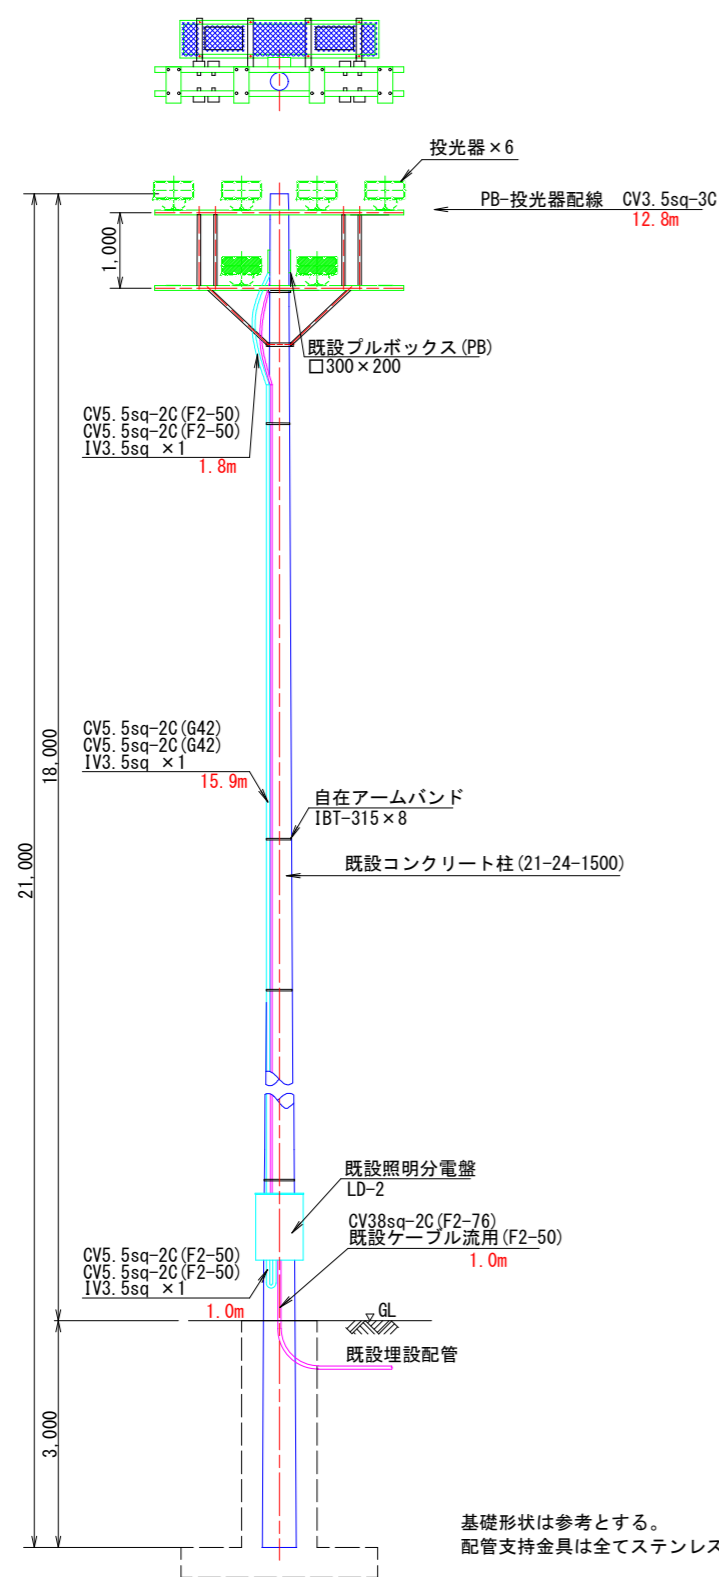 投光器×6
PB-投光器配線 CV3.5sq-3C
12.8m
1,000
既設プルボックス(PB)
□300×200
CV5.5sq-2C(F2-50)
CV5.5sq-2C(F2-50)
IV3.5sq ×1
1.8m
18,000
21,000
CV5.5sq-2C(G42)
CV5.5sq-2C(G42)
IV3.5sq ×1
15.9m
自在アームバンド
IBT-315×8
既設コンクリート柱(21-24-1500)
既設照明分電盤
LD-2
CV38sq-2C(F2-76)
既設ケーブル流用(F2-50)
1.0m
CV5.5sq-2C(F2-50)
CV5.5sq-2C(F2-50)
IV3.5sq ×1
1.0m
GL
既設埋設配管
3,000
基礎形状は参考とする。
配管支持金具は全てステンレス